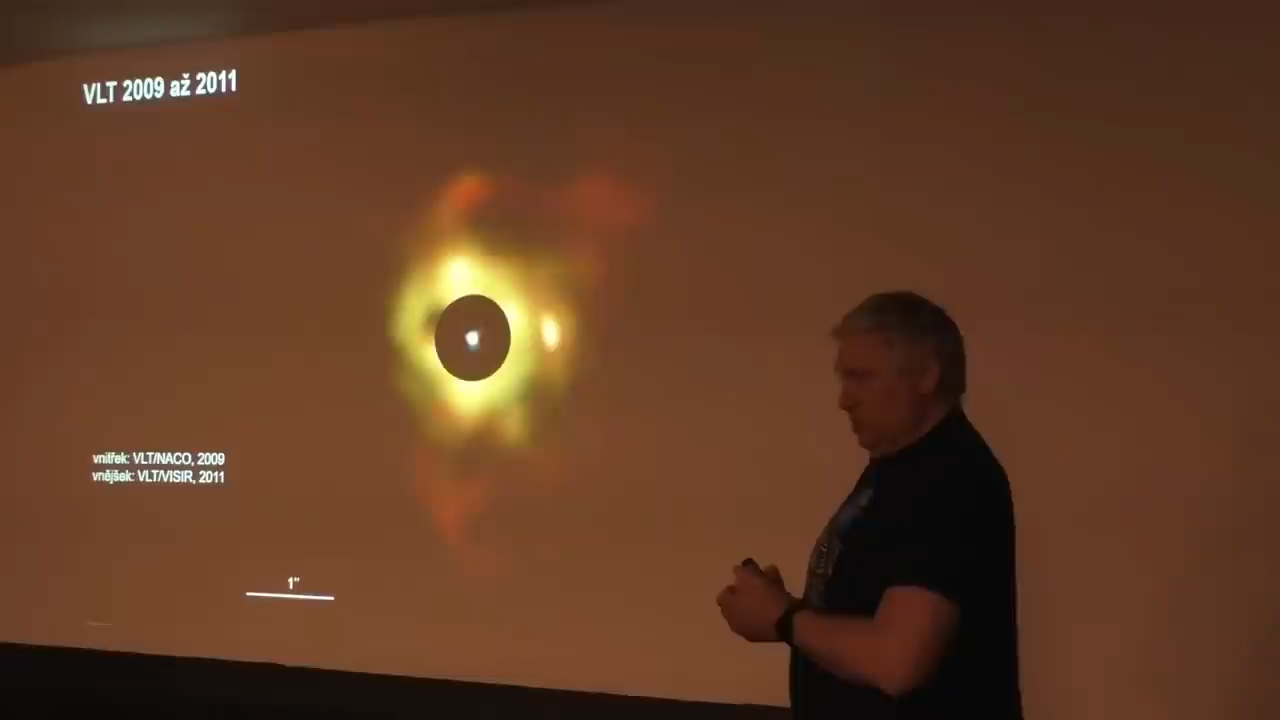 VLT 2009 až 2011
vnitřek: VLT/NACO, 2009
vnějšek: VLT/VISIR, 2011
1"